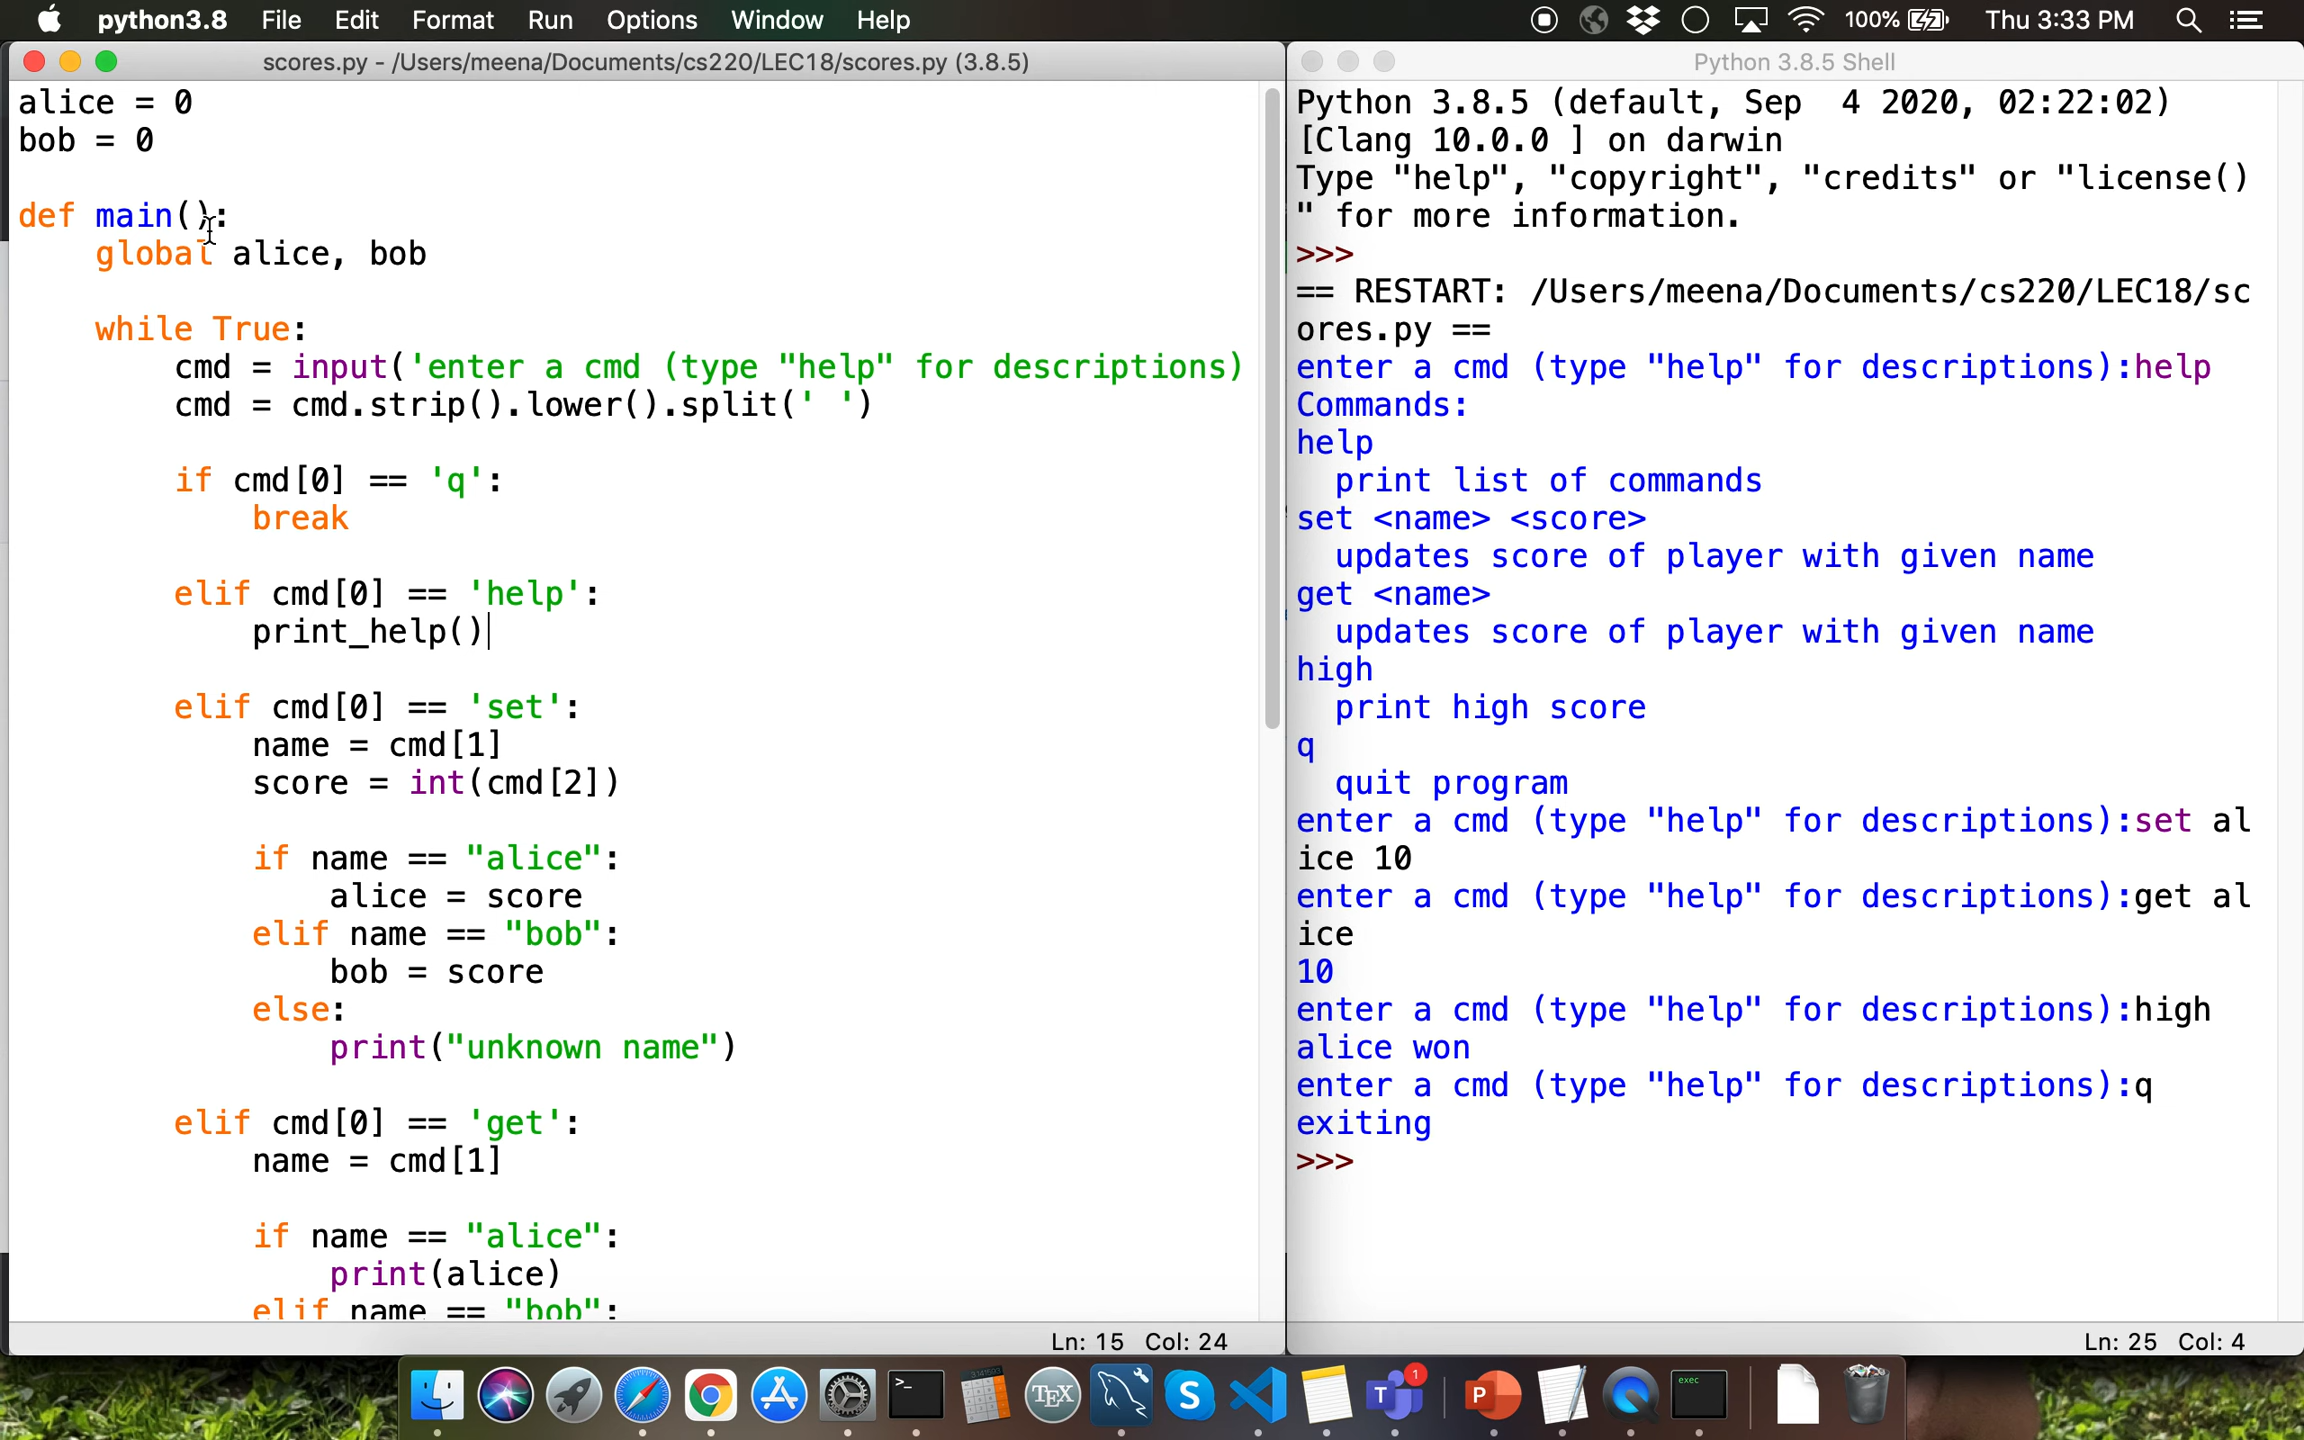 python3.8 File Edit Format Run Options Window Help 100% Thu 3:33 PM
scores.py - /Users/meena/Documents/cs220/LEC18/scores.py (3.8.5)
alice = 0
bob = 0
def main():
global alice, bob
while True:
cmd = input('enter a cmd (type "help" for descriptions)
cmd = cmd.strip().lower().split(' ')
if cmd[0] == 'q':
break
elif cmd[0] == 'help':
print_help()
elif cmd[0] == 'set':
name = cmd[1]
score = int(cmd[2])
if name == "alice":
alice = score
elif name == "bob":
bob = score
else:
print("unknown name")
elif cmd[0] == 'get':
name = cmd[1]
if name == "alice":
print(alice)
elif name == "bob":
Ln: 15 Col: 24
Python 3.8.5 Shell
Python 3.8.5 (default, Sep  4 2020, 02:22:02)
[Clang 10.0.0 ] on darwin
Type "help", "copyright", "credits" or "license()
" for more information.
>>>
== RESTART: /Users/meena/Documents/cs220/LEC18/sc
ores.py ==
enter a cmd (type "help" for descriptions):help
Commands:
help
print list of commands
set <name> <score>
updates score of player with given name
get <name>
updates score of player with given name
high
print high score
q
quit program
enter a cmd (type "help" for descriptions):set al
ice 10
enter a cmd (type "help" for descriptions):get al
ice
10
enter a cmd (type "help" for descriptions):high
alice won
enter a cmd (type "help" for descriptions):q
exiting
>>>
Ln: 25 Col: 4
>_
TEX
S
T
1
P
exec